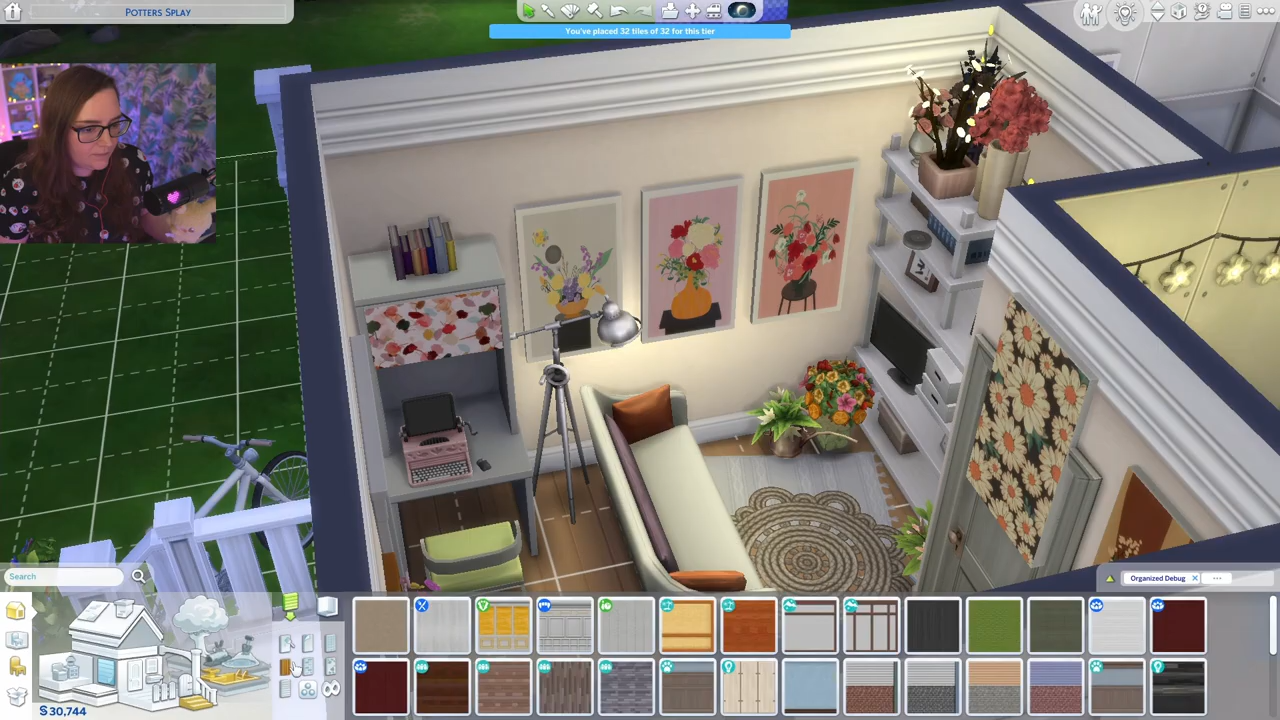 Potters Splay
You've placed 32 tiles of 32 for this tier
Search
Organized Debug
§30,744